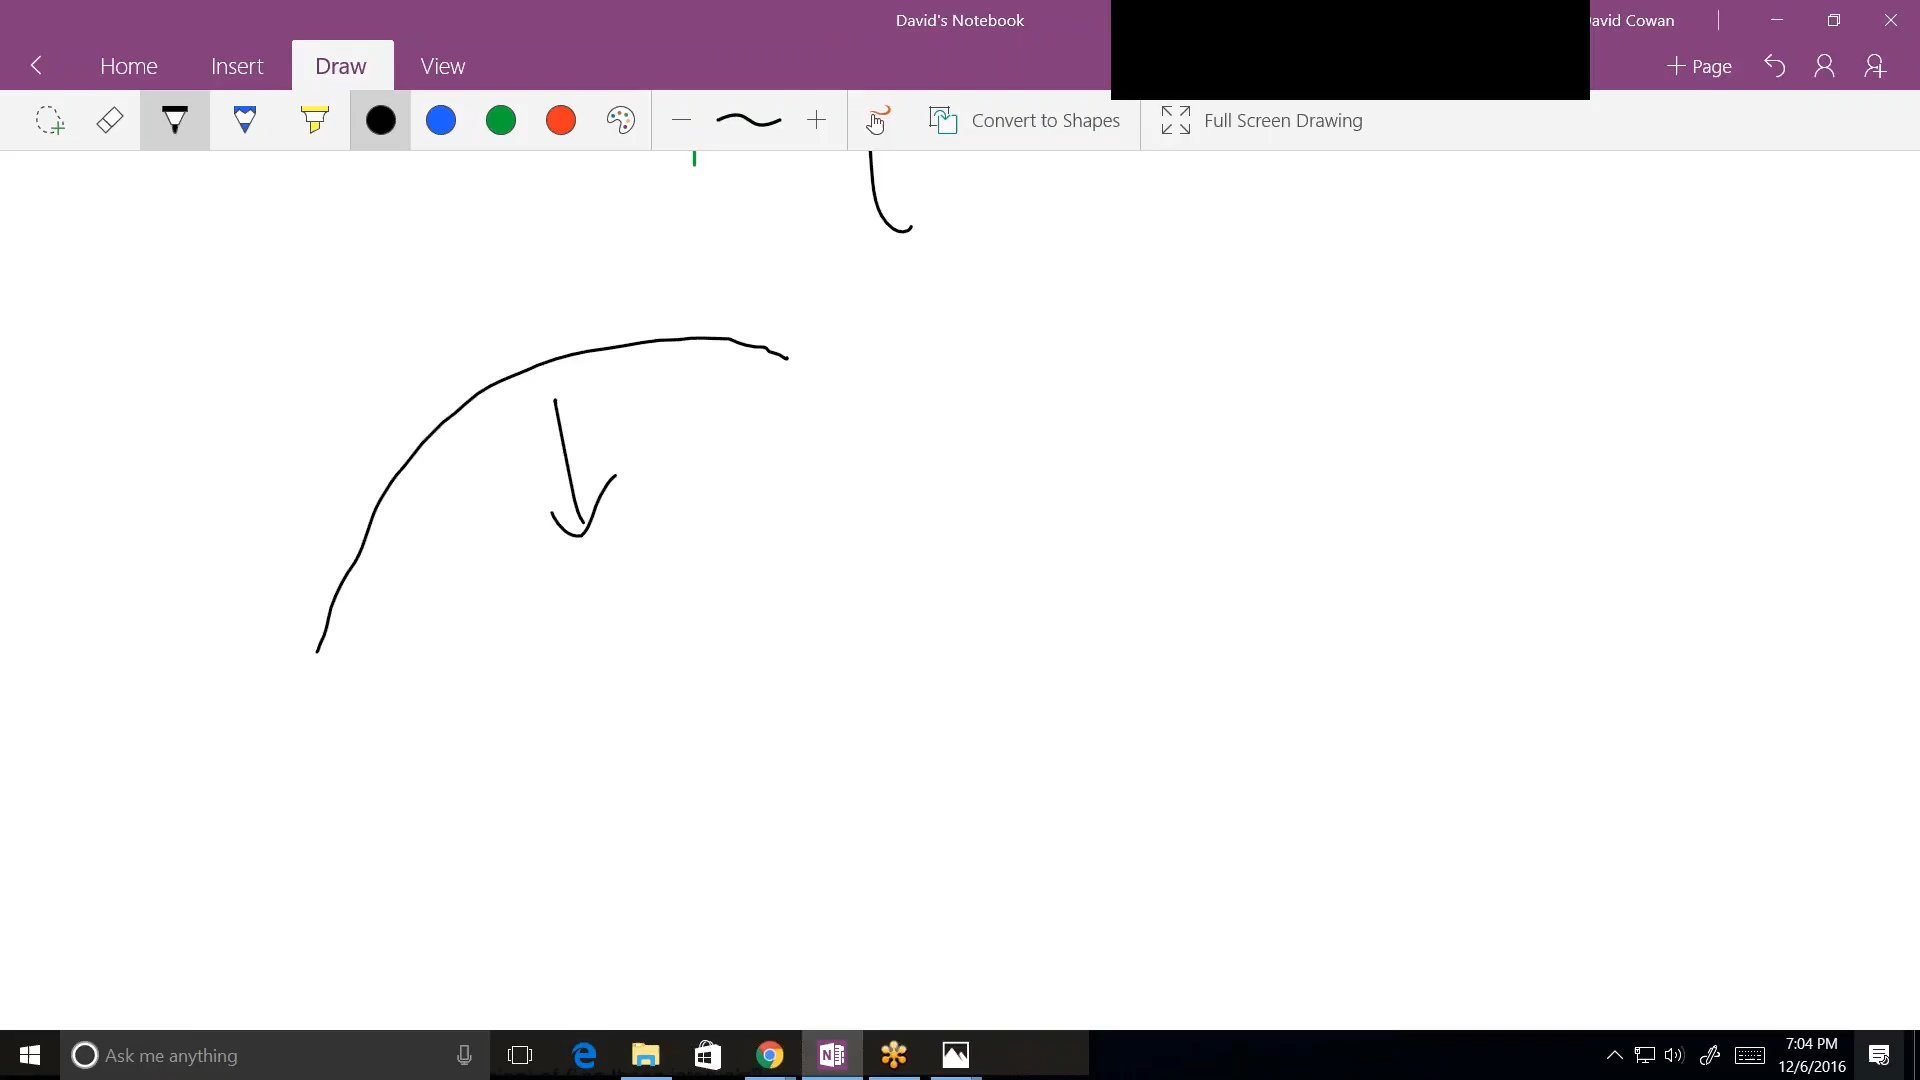 David's Notebook
avid Cowan
Home
Insert
Draw
View
Page
Convert to Shapes
Full Screen Drawing
Ask me anything
7:04 PM
12/6/2016